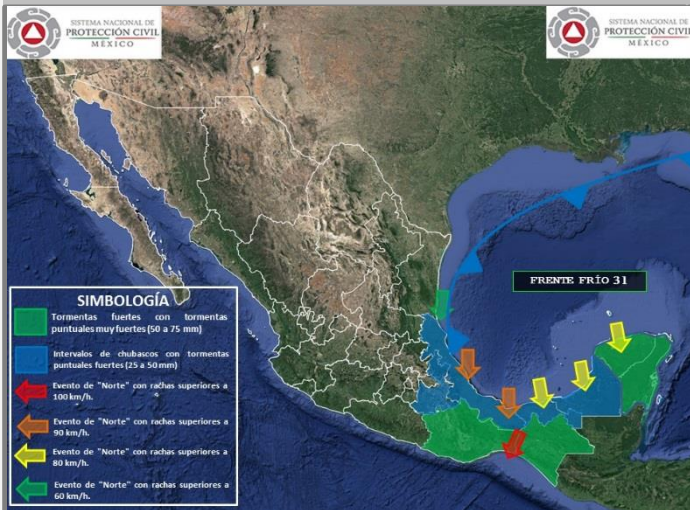 SISTEMA NACIONAL DE
PROTECCIÓN CIVIL
MÉXICO
SISTEMA NACIONAL DE
PROTECCIÓN CIVIL
MÉXICO
FRENTE FRÍO 31
SIMBOLOGÍA
Tormentas fuertes con tormentas
puntuales muy fuertes (50 a 75 mm)
Intervalos de chubascos con tormentas
puntuales fuertes (25 a 50 mm)
Evento de "Norte" con rachas superiores a
100 km/h.
Evento de "Norte" con rachas superiores a
90 km/h.
Evento de "Norte" con rachas superiores a
80 km/h.
Evento de "Norte" con rachas superiores a
60 km/h.